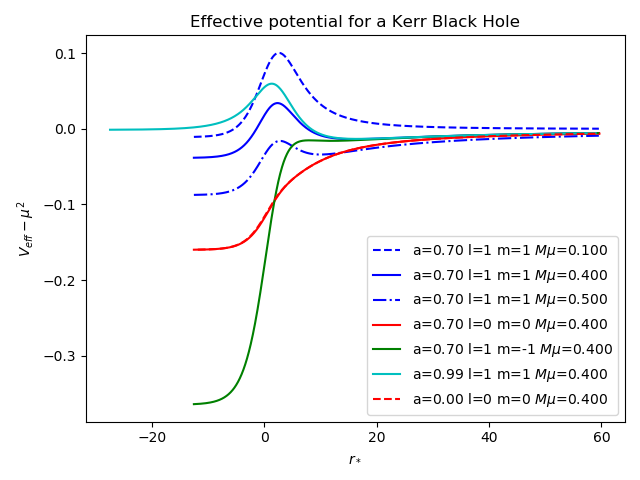 Effective potential for a Kerr Black Hole
0.1
0.0
−0.1
−0.2
−0.3
V_eff − μ²
a=0.70 l=1 m=1 Mμ=0.100
a=0.70 l=1 m=1 Mμ=0.400
a=0.70 l=1 m=1 Mμ=0.500
a=0.70 l=0 m=0 Mμ=0.400
a=0.70 l=1 m=-1 Mμ=0.400
a=0.99 l=1 m=1 Mμ=0.400
a=0.00 l=0 m=0 Mμ=0.400
−20 0 20 40 60
r_*